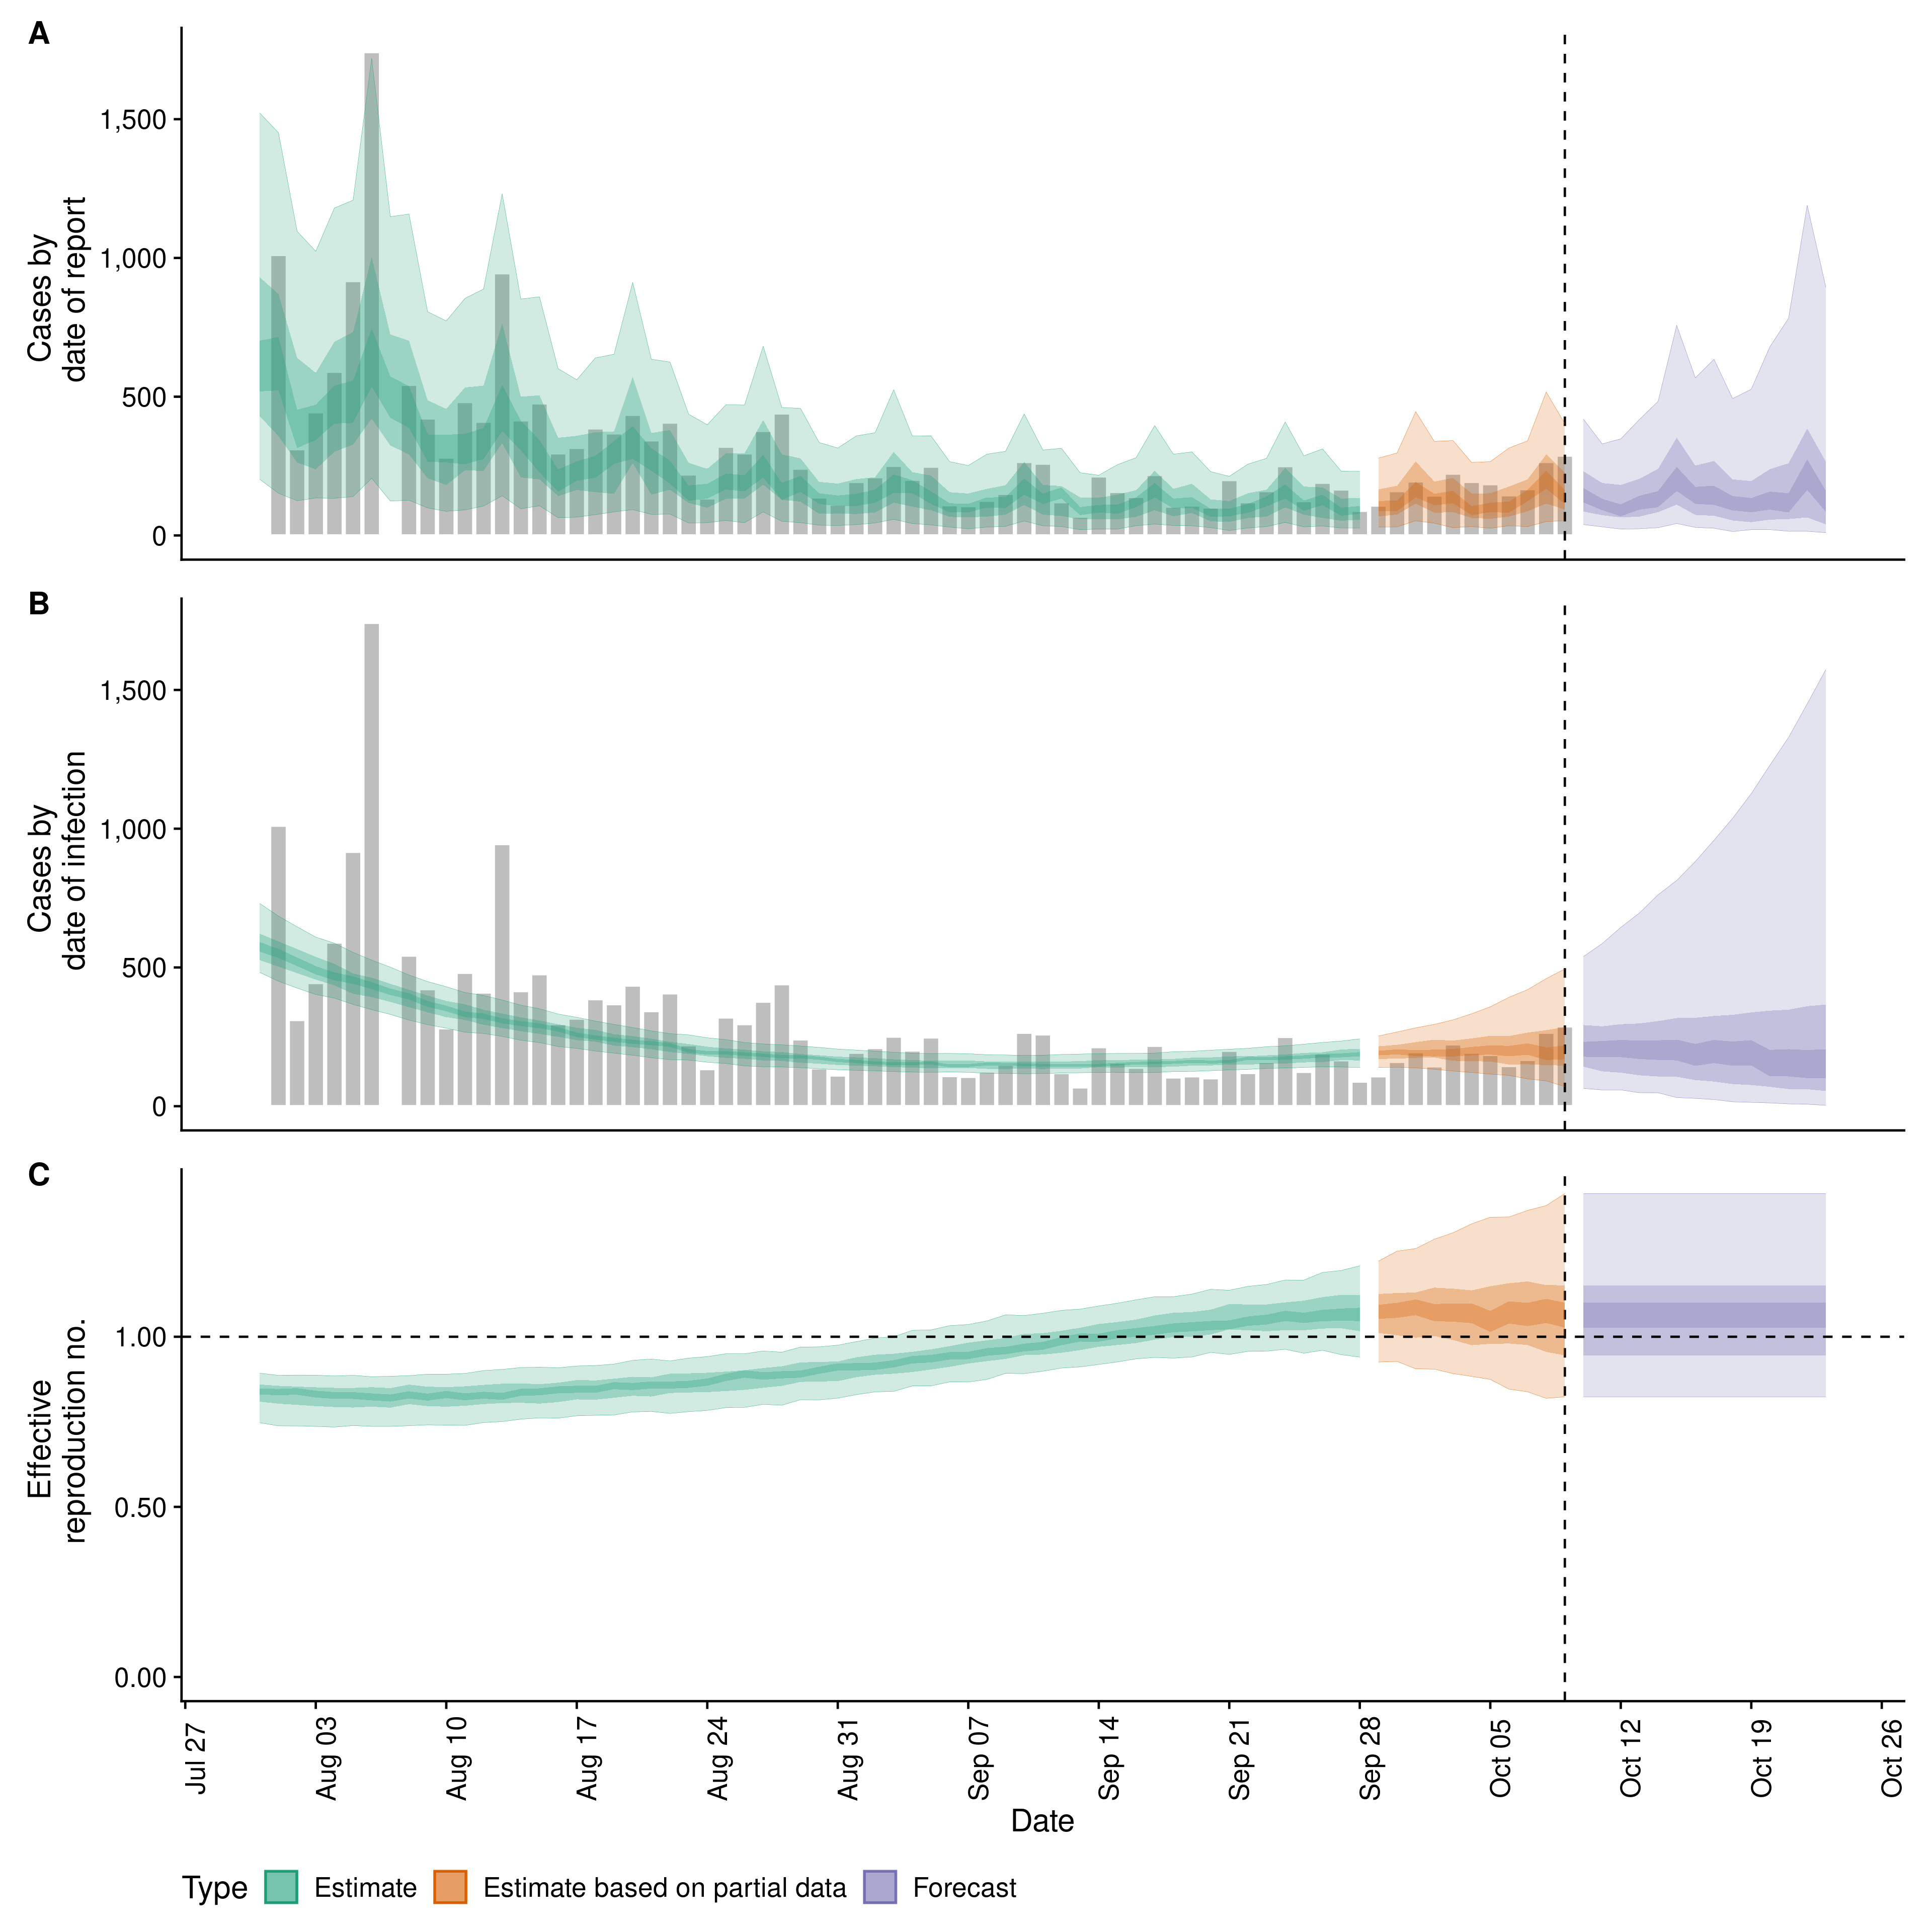 A
Cases by
date of report
1,500
1,000
500
0
B
Cases by
date of infection
1,500
1,000
500
0
C
Effective
reproduction no.
1.00
0.50
0.00
Jul 27
Aug 03
Aug 10
Aug 17
Aug 24
Aug 31
Sep 07
Sep 14
Sep 21
Sep 28
Oct 05
Oct 12
Oct 19
Oct 26
Date
Type Estimate Estimate based on partial data Forecast